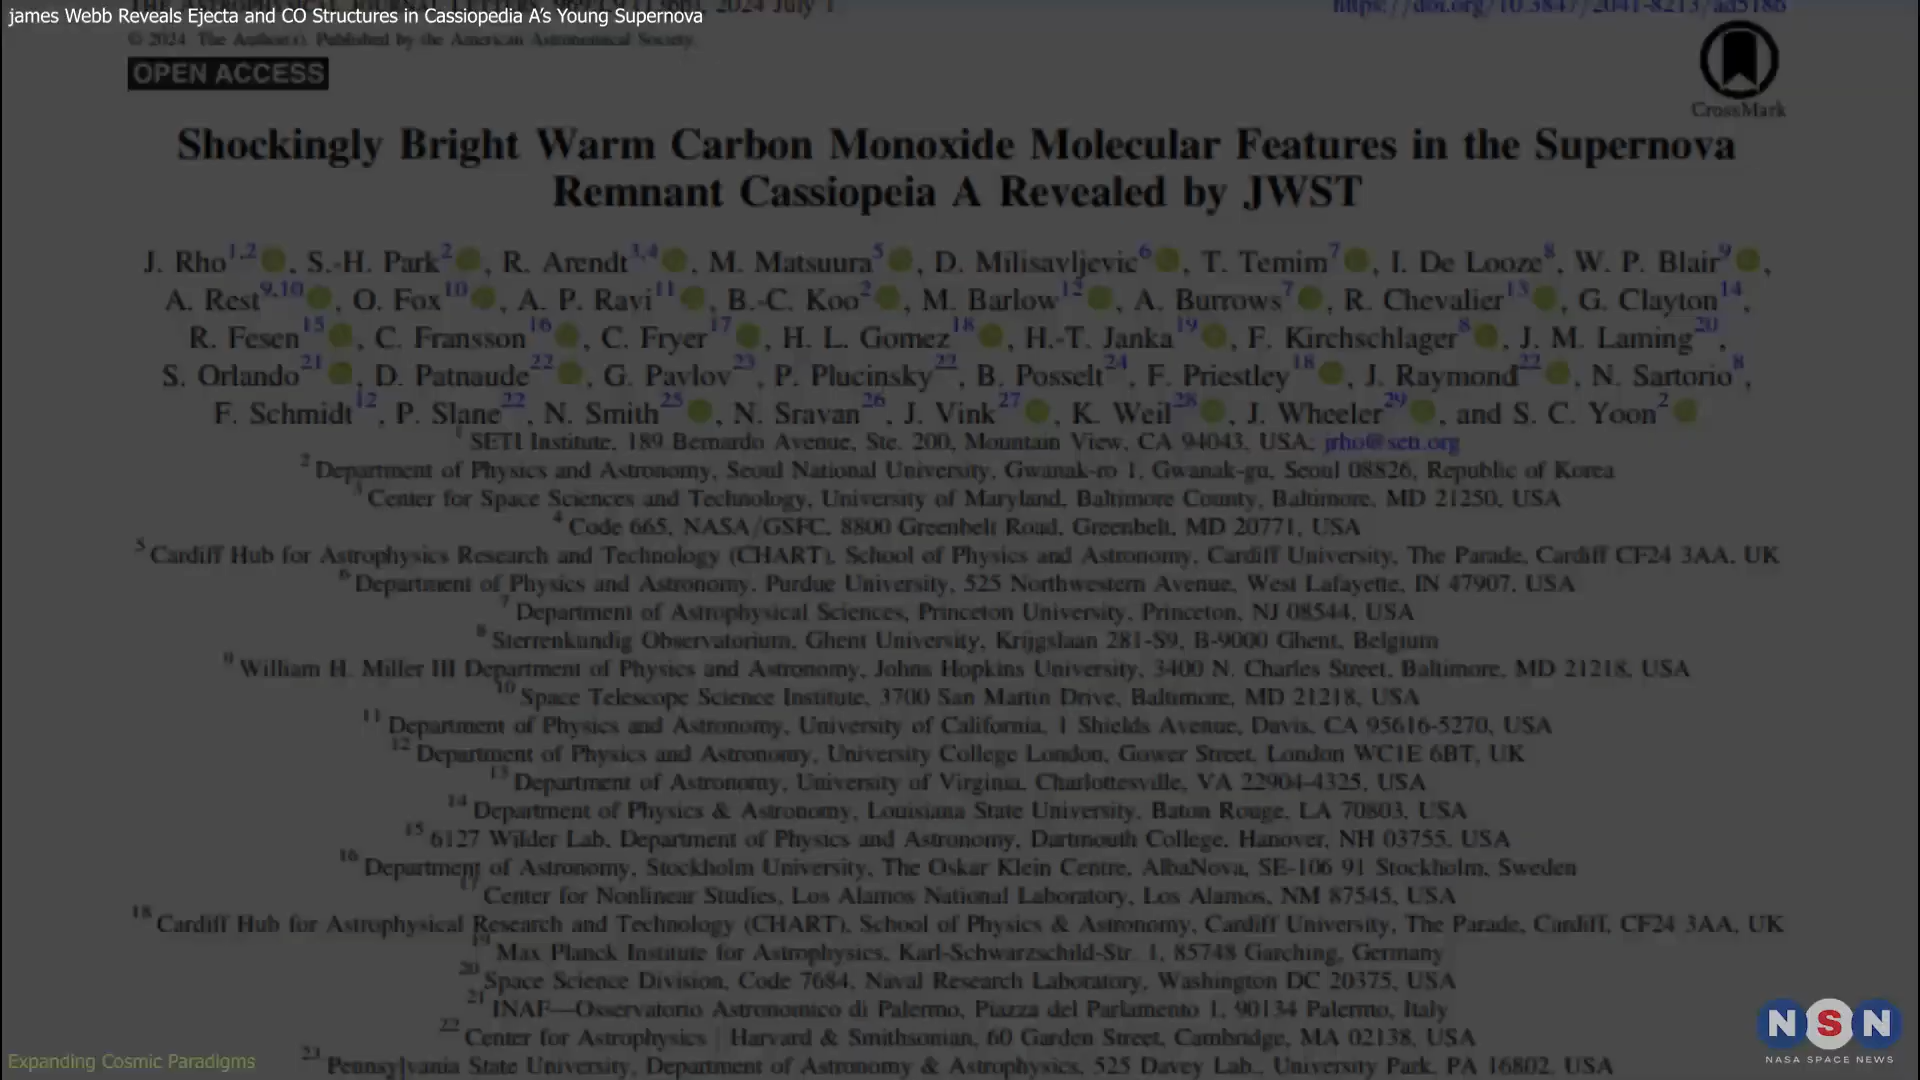 james Webb Reveals Ejecta and CO Structures in Cassiopedia A's Young Supernova
2024 July 1
https://doi.org/10.3847/2041-8213/ad5186
© 2024. The Author(s). Published by the American Astronomical Society.
OPEN ACCESS
CrossMark
Shockingly Bright Warm Carbon Monoxide Molecular Features in the Supernova
Remnant Cassiopeia A Revealed by JWST
J. Rho1,2, S.-H. Park2, R. Arendt3,4, M. Matsuura5, D. Milisavljevic6, T. Temim7, I. De Looze8, W. P. Blair9,
A. Rest9,10, O. Fox10, A. P. Ravi11, B.-C. Koo2, M. Barlow12, A. Burrows7, R. Chevalier13, G. Clayton14,
R. Fesen15, C. Fransson16, C. Fryer17, H. L. Gomez18, H.-T. Janka19, F. Kirchschlager8, J. M. Laming20,
S. Orlando21, D. Patnaude22, G. Pavlov23, P. Plucinsky22, B. Posselt24, F. Priestley18, J. Raymond22, N. Sartorio8,
F. Schmidt12, P. Slane22, N. Smith25, N. Sravan26, J. Vink27, K. Weil28, J. Wheeler29, and S. C. Yoon2
1 SETI Institute, 189 Bernardo Avenue, Ste. 200, Mountain View, CA 94043, USA; jrho@seti.org
2 Department of Physics and Astronomy, Seoul National University, Gwanak-ro 1, Gwanak-gu, Seoul 08826, Republic of Korea
3 Center for Space Sciences and Technology, University of Maryland, Baltimore County, Baltimore, MD 21250, USA
4 Code 665, NASA/GSFC, 8800 Greenbelt Road, Greenbelt, MD 20771, USA
5 Cardiff Hub for Astrophysics Research and Technology (CHART), School of Physics and Astronomy, Cardiff University, The Parade, Cardiff CF24 3AA, UK
6 Department of Physics and Astronomy, Purdue University, 525 Northwestern Avenue, West Lafayette, IN 47907, USA
7 Department of Astrophysical Sciences, Princeton University, Princeton, NJ 08544, USA
8 Sterrenkundig Observatorium, Ghent University, Krijgslaan 281-S9, B-9000 Ghent, Belgium
9 William H. Miller III Department of Physics and Astronomy, Johns Hopkins University, 3400 N. Charles Street, Baltimore, MD 21218, USA
10 Space Telescope Science Institute, 3700 San Martin Drive, Baltimore, MD 21218, USA
11 Department of Physics and Astronomy, University of California, 1 Shields Avenue, Davis, CA 95616-5270, USA
12 Department of Physics and Astronomy, University College London, Gower Street, London WC1E 6BT, UK
13 Department of Astronomy, University of Virginia, Charlottesville, VA 22904-4325, USA
14 Department of Physics & Astronomy, Louisiana State University, Baton Rouge, LA 70803, USA
15 6127 Wilder Lab, Department of Physics and Astronomy, Dartmouth College, Hanover, NH 03755, USA
16 Department of Astronomy, Stockholm University, The Oskar Klein Centre, AlbaNova, SE-106 91 Stockholm, Sweden
17 Center for Nonlinear Studies, Los Alamos National Laboratory, Los Alamos, NM 87545, USA
18 Cardiff Hub for Astrophysical Research and Technology (CHART), School of Physics & Astronomy, Cardiff University, The Parade, Cardiff, CF24 3AA, UK
19 Max Planck Institute for Astrophysics, Karl-Schwarzschild-Str. 1, 85748 Garching, Germany
20 Space Science Division, Code 7684, Naval Research Laboratory, Washington DC 20375, USA
21 INAF—Osservatorio Astronomico di Palermo, Piazza del Parlamento 1, 90134 Palermo, Italy
22 Center for Astrophysics | Harvard & Smithsonian, 60 Garden Street, Cambridge, MA 02138, USA
23 Pennsylvania State University, Department of Astronomy & Astrophysics, 525 Davey Lab., University Park, PA 16802, USA
Expanding Cosmic Paradigms
NSN
NASA SPACE NEWS